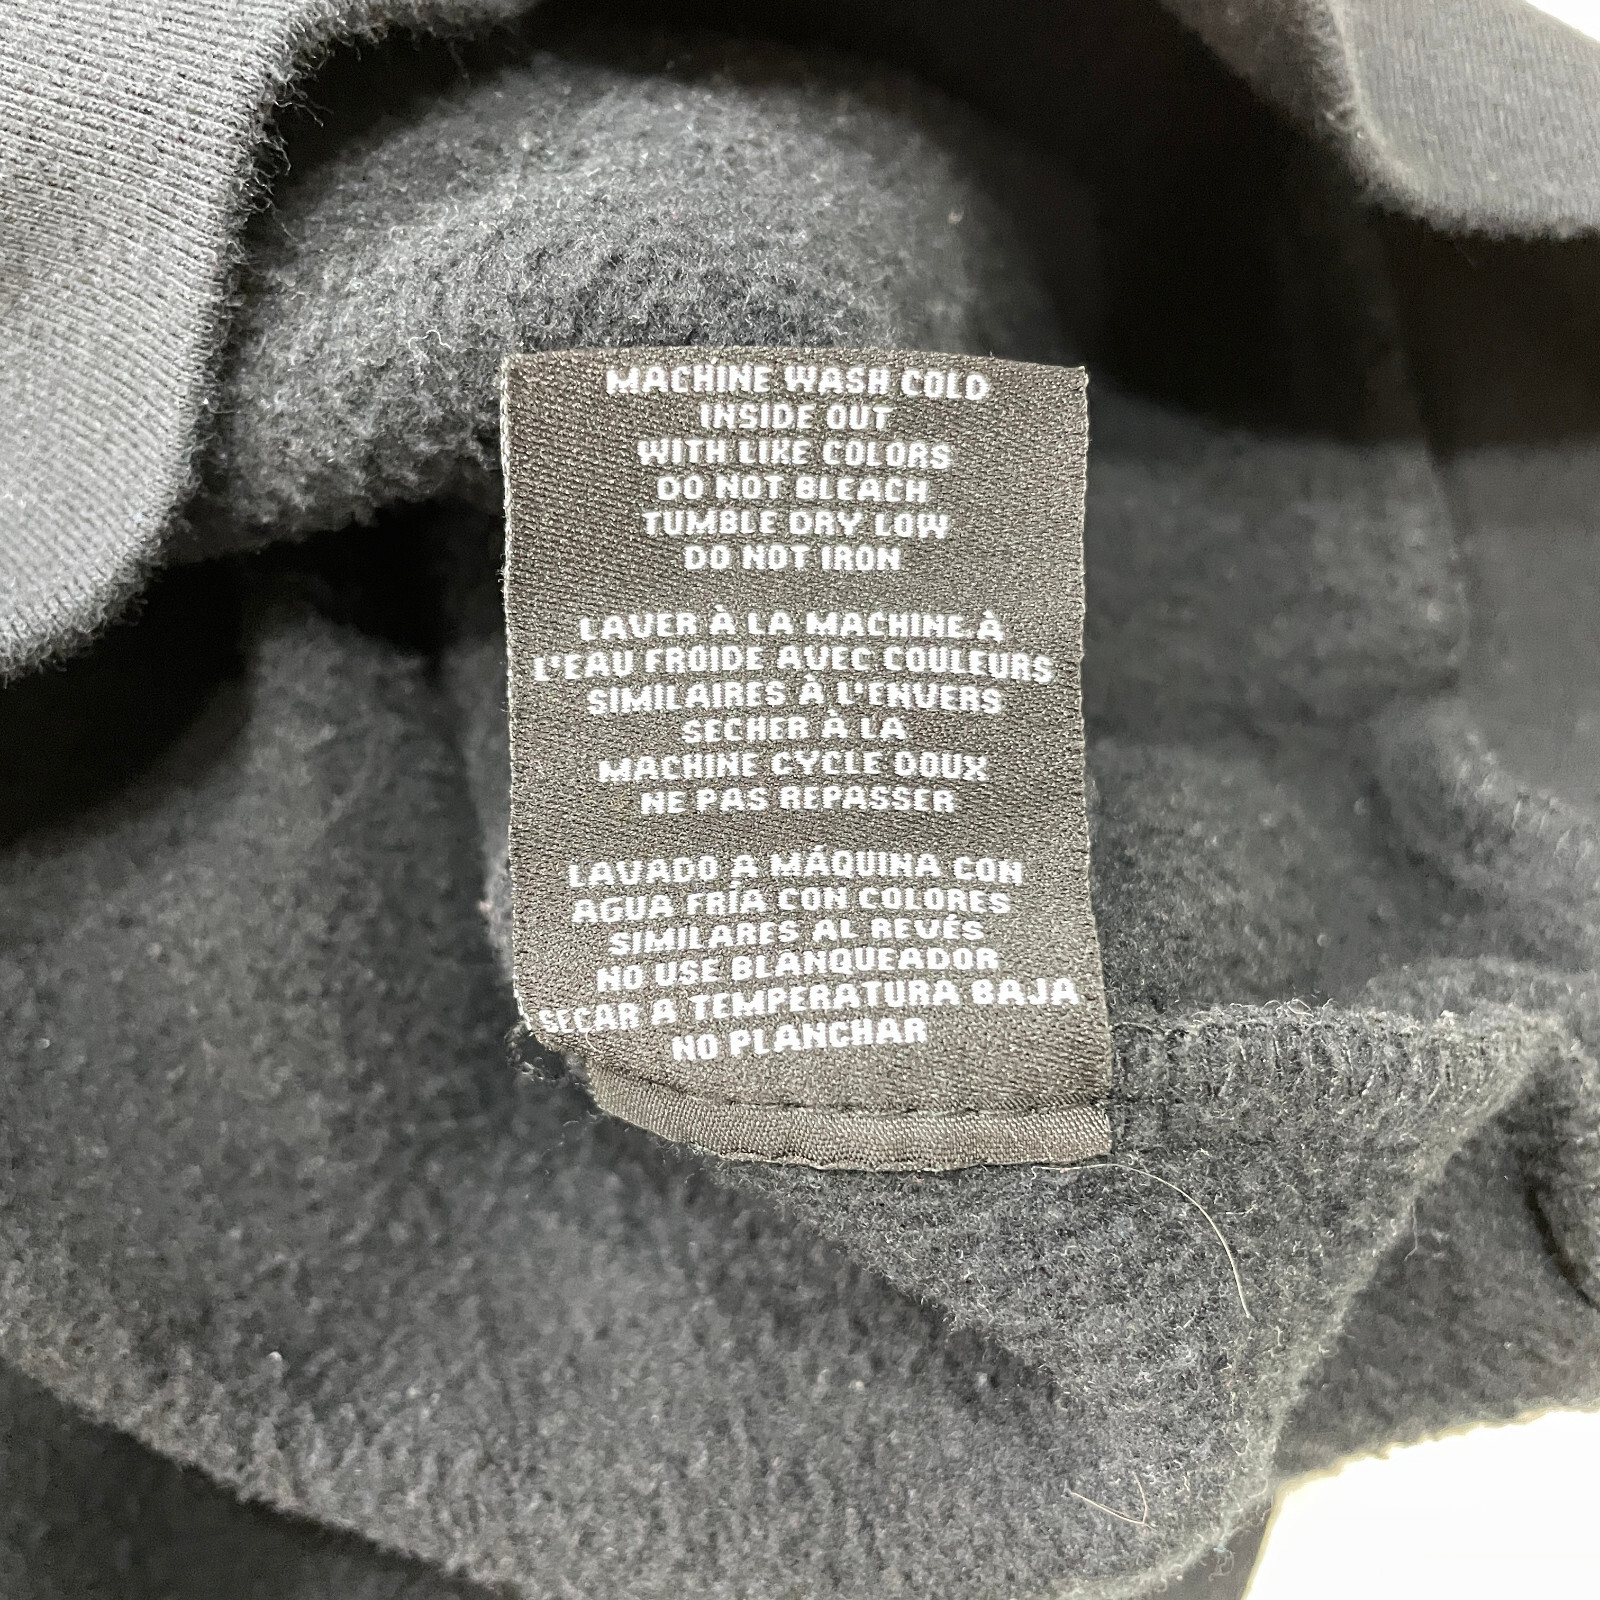 MACHINE WASH COLD
INSIDE OUT
WITH LIKE COLORS
DO NOT BLEACH
TUMBLE DRY LOW
DO NOT IRON
LAVER À LA MACHINE.À
L'EAU FROIDE AVEC COULEURS
SIMILAIRES À L'ENVERS
SECHER À LA
MACHINE CYCLE DOUX
NE PAS REPASSER
LAVADO A MÁQUINA CON
AGUA FRÍA CON COLORES
SIMILARES AL REVÉS
NO USE BLANQUEADOR
SECAR A TEMPERATURA BAJA
NO PLANCHAR